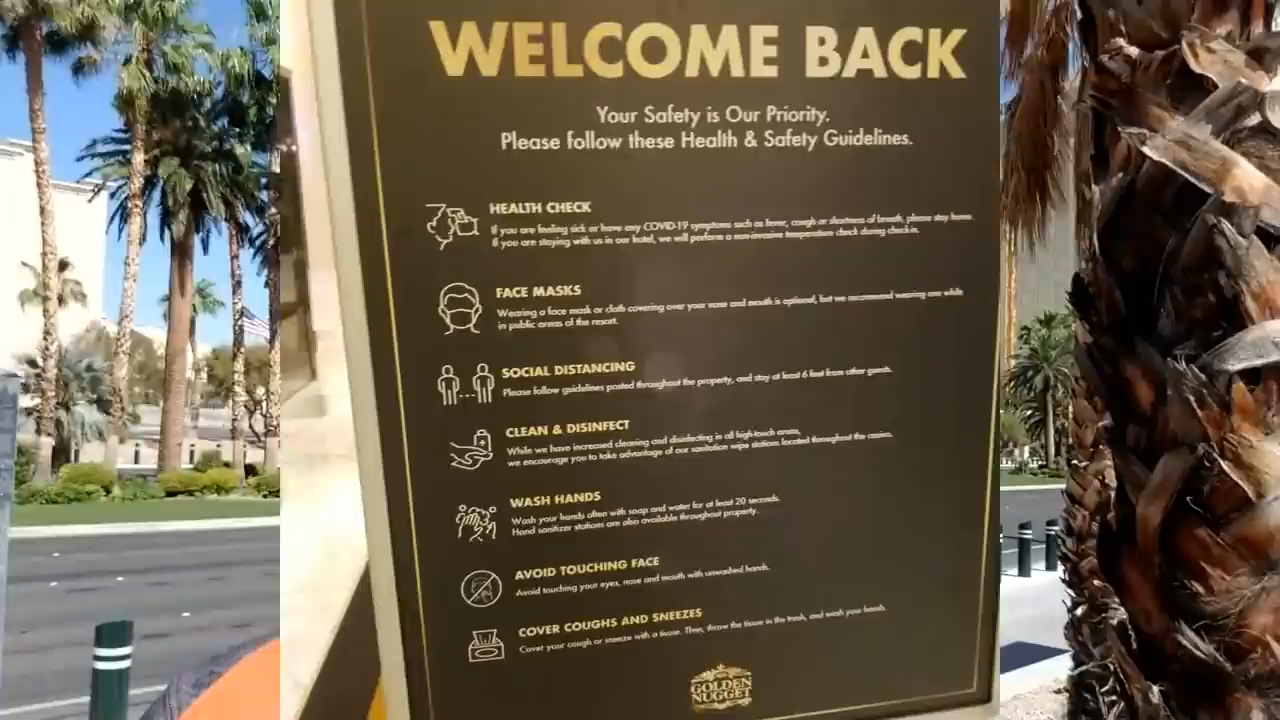 WELCOME BACK
Your Safety is Our Priority.
Please follow these Health & Safety Guidelines.
HEALTH CHECK
If you are feeling sick or have any COVID-19 symptoms such as fever, cough or shortness of breath, please stay home.
If you are staying with us in our hotel, we will perform a non-invasive temperature check during check-in.
FACE MASKS
Wearing a face mask or cloth covering over your nose and mouth is optional, but we recommend wearing one while
in public areas of the resort.
SOCIAL DISTANCING
Please follow guidelines posted throughout the property, and stay at least 6 feet from other guests.
CLEAN & DISINFECT
While we have increased cleaning and disinfecting in all high-touch areas,
we encourage you to take advantage of our sanitation wipe stations located throughout the casino.
WASH HANDS
Wash your hands often with soap and water for at least 20 seconds.
Hand sanitizer stations are also available throughout property.
AVOID TOUCHING FACE
Avoid touching your eyes, nose and mouth with unwashed hands.
COVER COUGHS AND SNEEZES
Cover your cough or sneeze with a tissue. Then, throw the tissue in the trash, and wash your hands.
GOLDEN
NUGGET